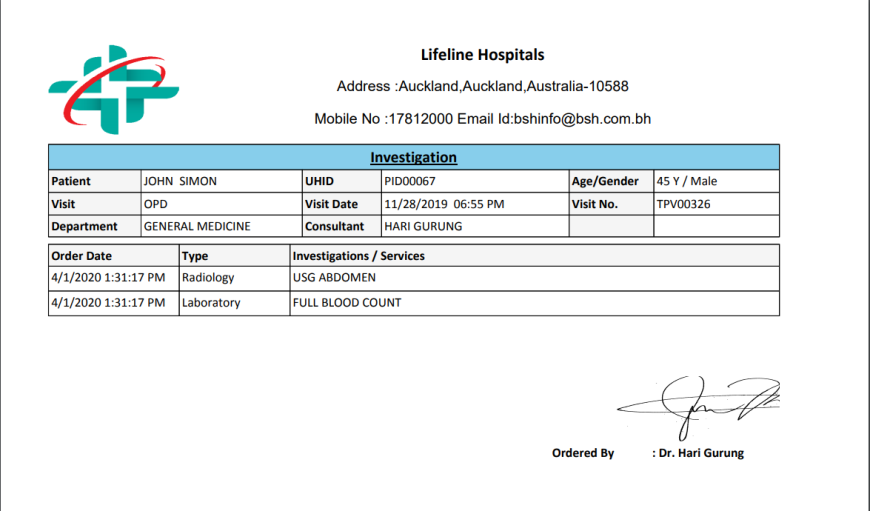 Lifeline Hospitals
Address :Auckland,Auckland,Australia-10588
Mobile No :17812000 Email Id:bshinfo@bsh.com.bh
Investigation
Patient JOHN SIMON UHID PID00067 Age/Gender 45 Y / Male
Visit OPD Visit Date 11/28/2019 06:55 PM Visit No. TPV00326
Department GENERAL MEDICINE Consultant HARI GURUNG
Order Date Type Investigations / Services
4/1/2020 1:31:17 PM Radiology USG ABDOMEN
4/1/2020 1:31:17 PM Laboratory FULL BLOOD COUNT
Ordered By : Dr. Hari Gurung